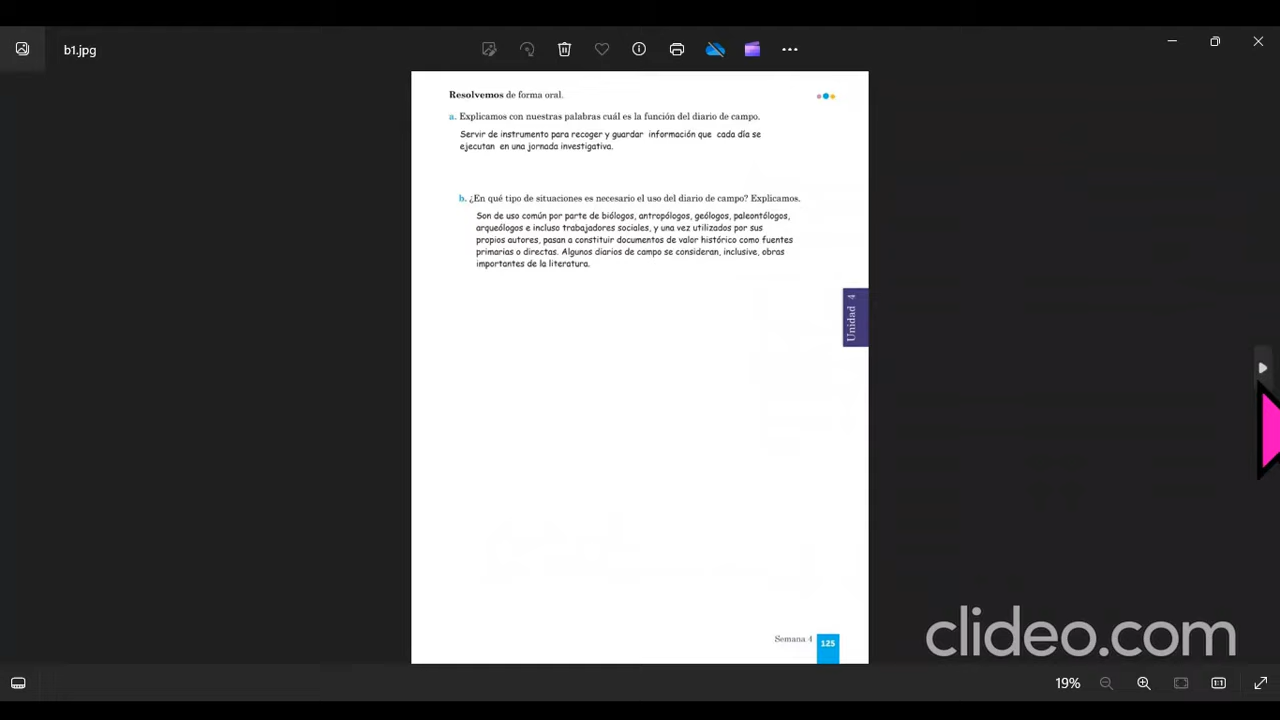 b1.jpg
Resolvemos de forma oral.
a. Explicamos con nuestras palabras cuál es la función del diario de campo.
Servir de instrumento para recoger y guardar información que cada día se
ejecutan en una jornada investigativa.
b. ¿En qué tipo de situaciones es necesario el uso del diario de campo? Explicamos.
Son de uso común por parte de biólogos, antropólogos, geólogos, paleontólogos,
arqueólogos e incluso trabajadores sociales, y una vez utilizados por sus
propios autores, pasan a constituir documentos de valor histórico como fuentes
primarias o directas. Algunos diarios de campo se consideran, inclusive, obras
importantes de la literatura.
Unidad 4
Semana 4
125
clideo.com
19%
1:1